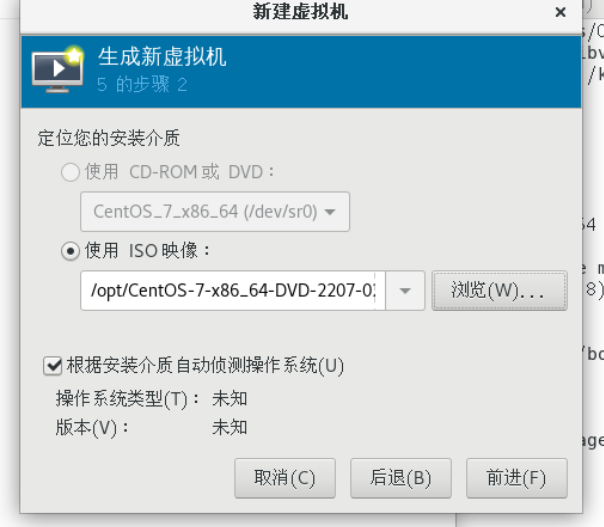 新建虚拟机
生成新虚拟机
5 的步骤 2
定位您的安装介质
使用 CD-ROM 或 DVD：
CentOS_7_x86_64 (/dev/sr0)
使用 ISO 映像：
/opt/CentOS-7-x86_64-DVD-2207-02
浏览(W)...
根据安装介质自动侦测操作系统(U)
操作系统类型(T)： 未知
版本(V)： 未知
取消(C) 后退(B) 前进(F)